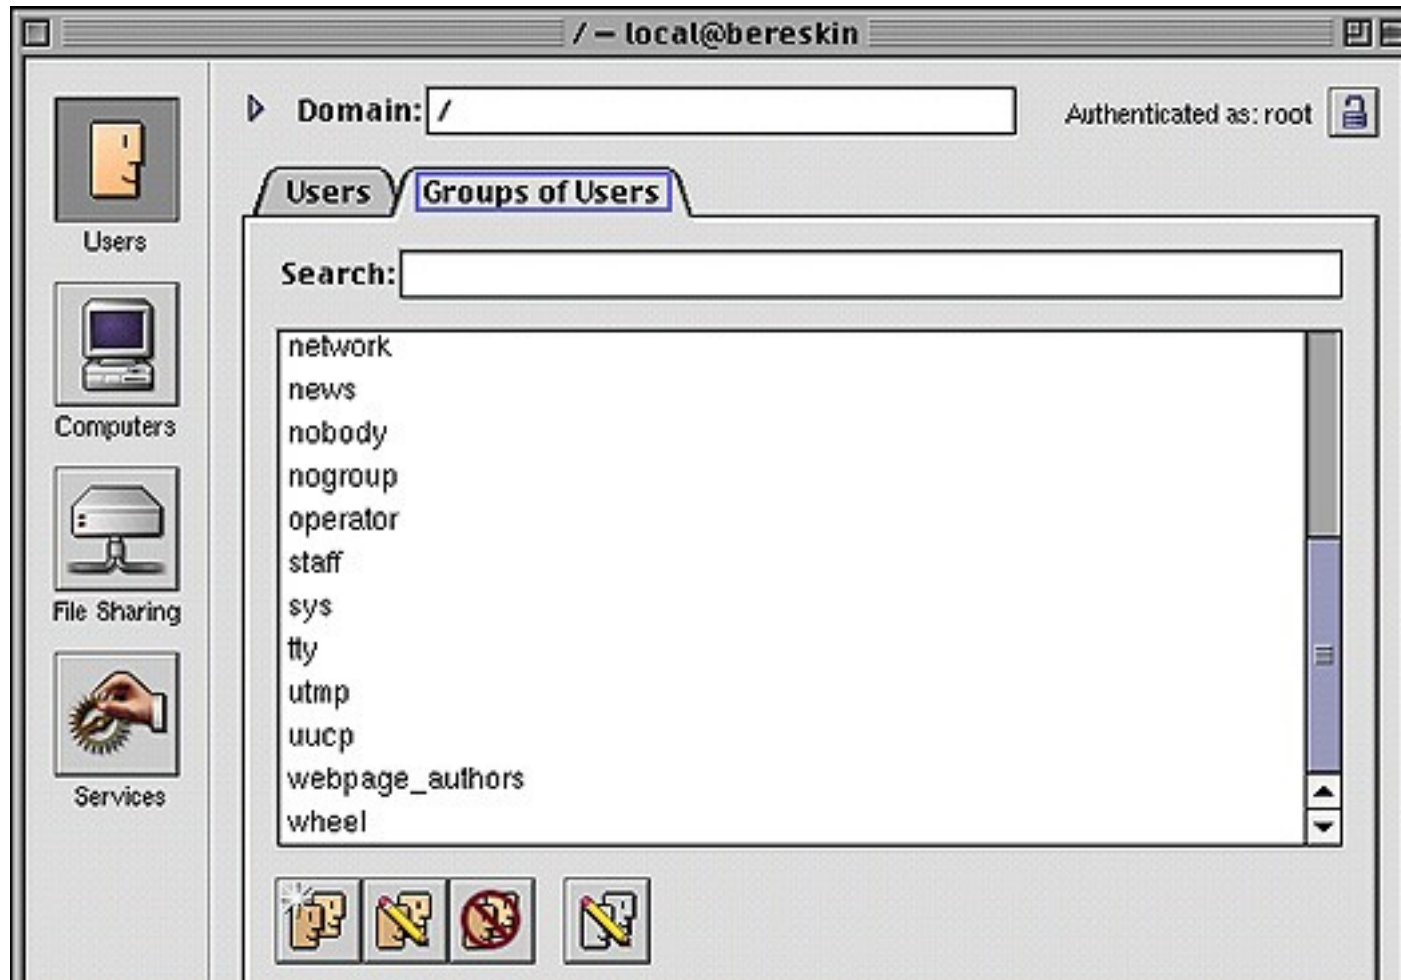 / – local@bereskin
Domain: /
Authenticated as: root
Users
Computers
File Sharing
Services
Users
Groups of Users
Search:
network
news
nobody
nogroup
operator
staff
sys
tty
utmp
uucp
webpage_authors
wheel